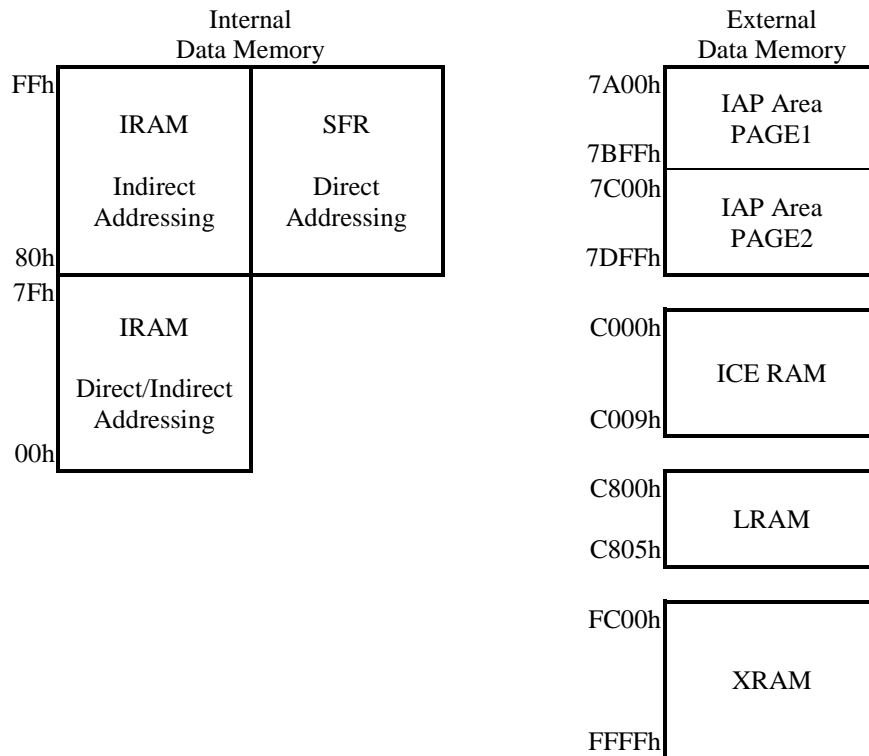 Internal
Data Memory
FFh
IRAM
Indirect
Addressing
80h
SFR
Direct
Addressing
7Fh
IRAM
Direct/Indirect
Addressing
00h
External
Data Memory
7A00h
IAP Area
PAGE1
7BFFh
7C00h
IAP Area
PAGE2
7DFFh
C000h
ICE RAM
C009h
C800h
LRAM
C805h
FC00h
XRAM
FFFFh